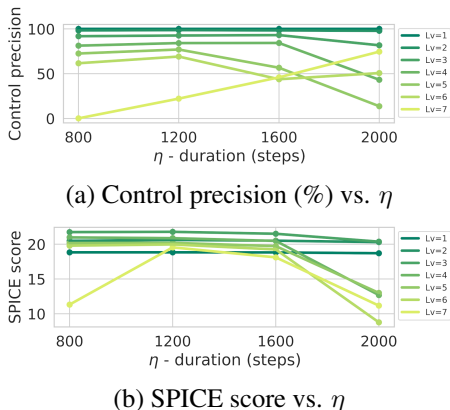 Control precision
100
50
0
800
1200
1600
2000
η - duration (steps)
Lv=1
Lv=2
Lv=3
Lv=4
Lv=5
Lv=6
Lv=7
(a) Control precision (%) vs. η
SPICE score
20
15
10
800
1200
1600
2000
η - duration (steps)
Lv=1
Lv=2
Lv=3
Lv=4
Lv=5
Lv=6
Lv=7
(b) SPICE score vs. η